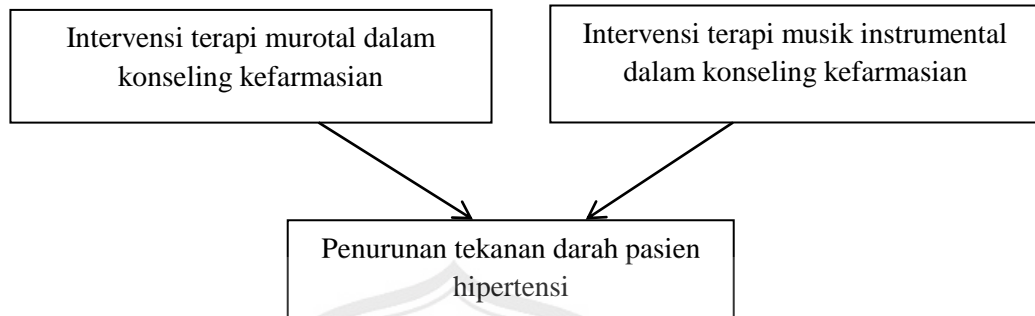 Intervensi terapi murotal dalam
konseling kefarmasian
Intervensi terapi musik instrumental
dalam konseling kefarmasian
Penurunan tekanan darah pasien
hipertensi